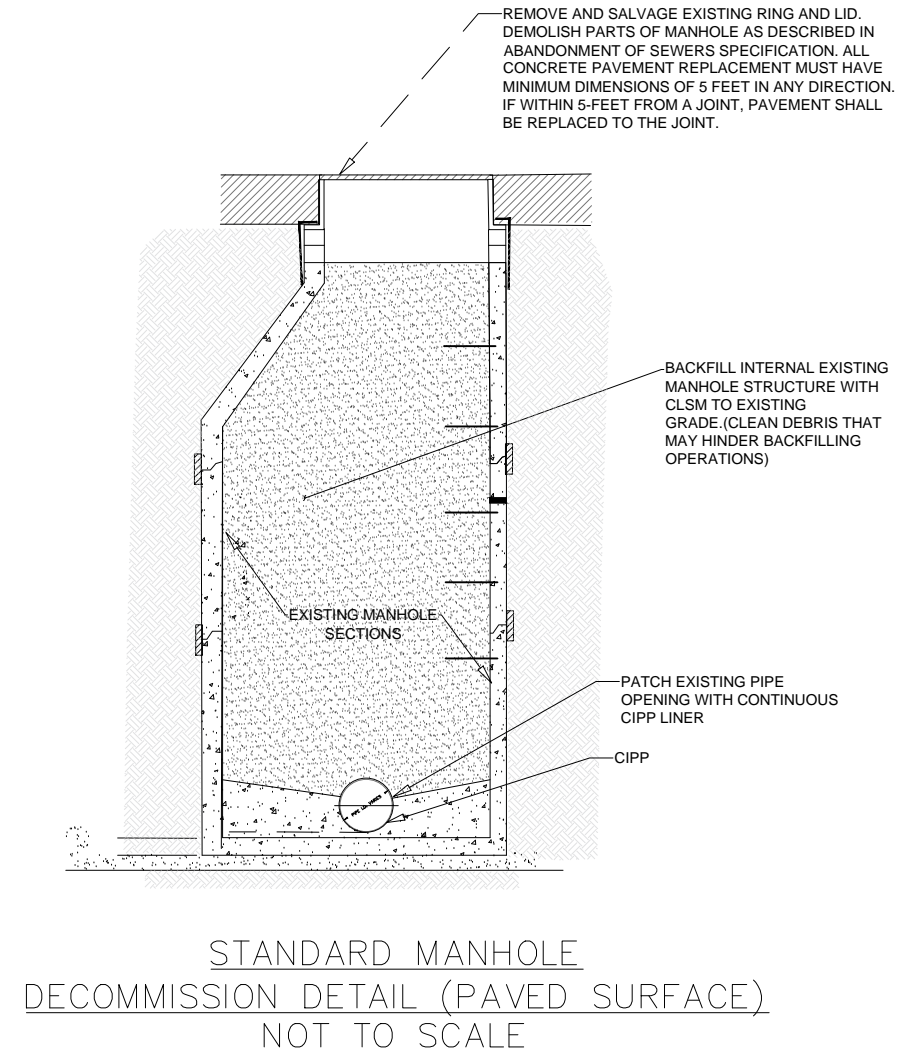 REMOVE AND SALVAGE EXISTING RING AND LID.
DEMOLISH PARTS OF MANHOLE AS DESCRIBED IN
ABANDONMENT OF SEWERS SPECIFICATION. ALL
CONCRETE PAVEMENT REPLACEMENT MUST HAVE
MINIMUM DIMENSIONS OF 5 FEET IN ANY DIRECTION.
IF WITHIN 5-FEET FROM A JOINT, PAVEMENT SHALL
BE REPLACED TO THE JOINT.
BACKFILL INTERNAL EXISTING
MANHOLE STRUCTURE WITH
CLSM TO EXISTING
GRADE.(CLEAN DEBRIS THAT
MAY HINDER BACKFILLING
OPERATIONS)
EXISTING MANHOLE
SECTIONS
PATCH EXISTING PIPE
OPENING WITH CONTINUOUS
CIPP LINER
CIPP
PIPE
STANDARD MANHOLE
DECOMMISSION DETAIL (PAVED SURFACE)
NOT TO SCALE